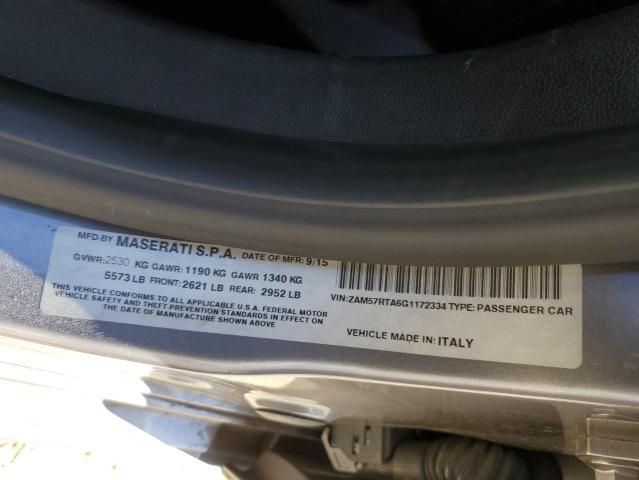 MFD BY MASERATI S.P.A. DATE OF MFR: 9/15
GVWR:2530 KG GAWR:1190 KG GAWR 1340 KG
5573 LB FRONT:2621 LB REAR: 2952 LB
THIS VEHICLE CONFORMS TO ALL APPLICABLE U.S.A. FEDERAL MOTOR
VEHICLE SAFETY AND THEFT PREVENTION STANDARDS IN EFFECT ON
THE DATE OF MANUFACTURE SHOWN ABOVE
VIN:ZAM57RTA6G1172334 TYPE: PASSENGER CAR
VEHICLE MADE IN: ITALY